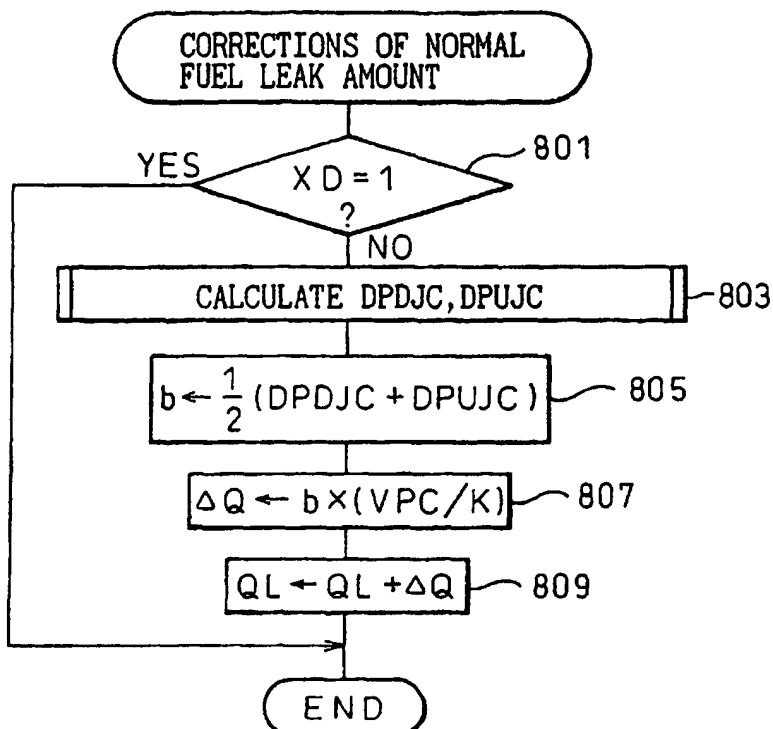 CORRECTIONS OF NORMAL
FUEL LEAK AMOUNT
801
YES
XD=1
?
NO
CALCULATE DPDJC,DPUJC
803
b←1/2(DPDJC+DPUJC)
805
ΔQ←b×(VPC/K)
807
QL←QL+ΔQ
809
END